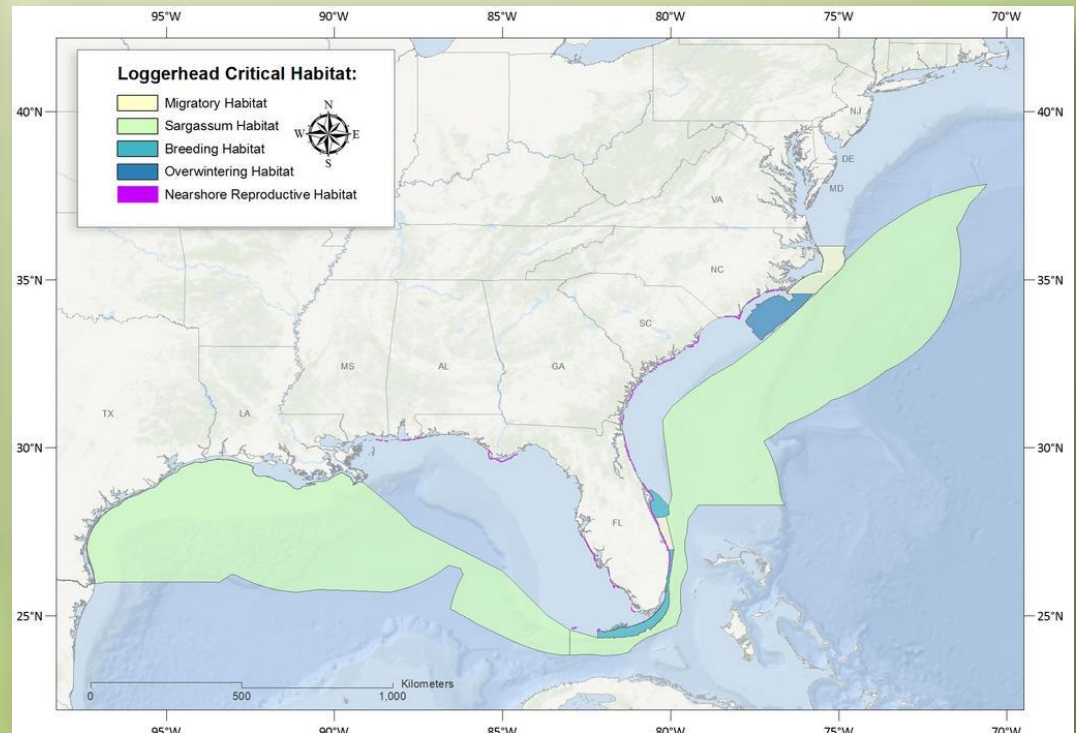 95°W 90°W 85°W 80°W 75°W 70°W
Loggerhead Critical Habitat:
Migratory Habitat
Sargassum Habitat
Breeding Habitat
Overwintering Habitat
Nearshore Reproductive Habitat
N
W E
S
40°N 40°N
NJ
DE
MD
VA
35°N NC 35°N
SC
MS AL GA
TX LA
30°N 30°N
FL
25°N 25°N
Kilometers
0 500 1,000
95°W 90°W 85°W 80°W 75°W 70°W